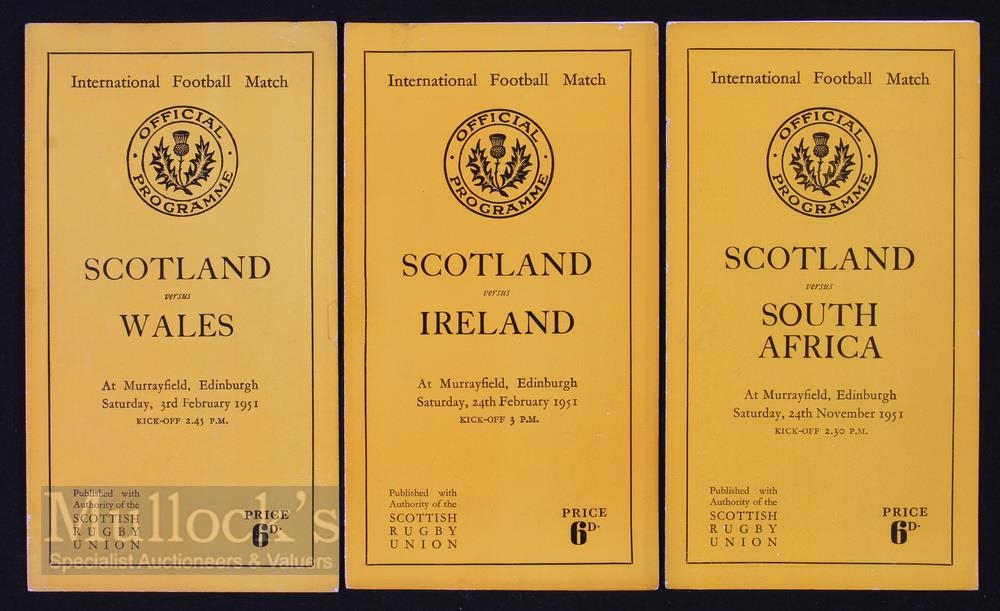 International Football Match
OFFICIAL
PROGRAMME
SCOTLAND
versus
WALES
At Murrayfield, Edinburgh
Saturday, 3rd February 1951
KICK-OFF 2.45 P.M.
Published with
Authority of the
SCOTTISH
RUGBY
UNION
PRICE
6D.
Mullock's
Specialist Auctioneers & Valuers
International Football Match
OFFICIAL
PROGRAMME
SCOTLAND
versus
IRELAND
At Murrayfield, Edinburgh
Saturday, 24th February 1951
KICK-OFF 3 P.M.
Published with
Authority of the
SCOTTISH
RUGBY
UNION
PRICE
6D.
International Football Match
OFFICIAL
PROGRAMME
SCOTLAND
versus
SOUTH
AFRICA
At Murrayfield, Edinburgh
Saturday, 24th November 1951
KICK-OFF 2.30 P.M.
Published with
Authority of the
SCOTTISH
RUGBY
UNION
PRICE
6D.